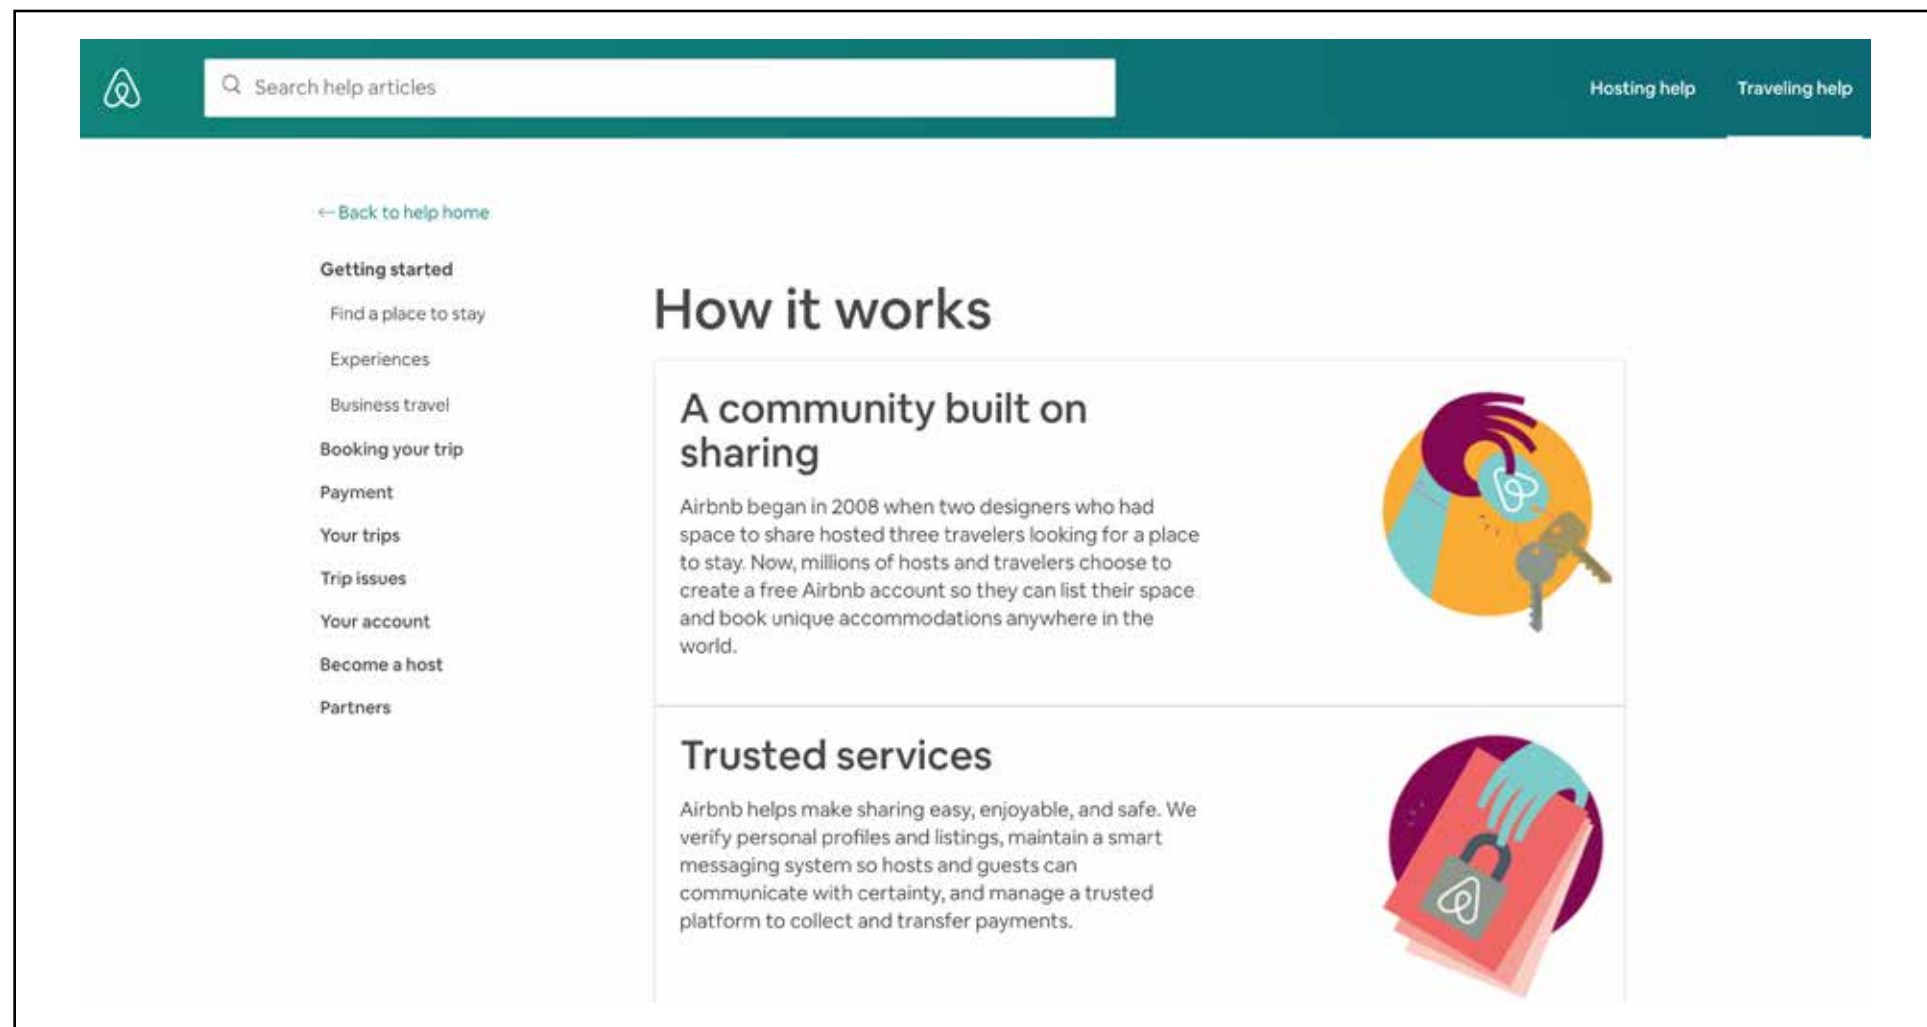 Search help articles
Hosting help
Traveling help
←Back to help home
Getting started
Find a place to stay
Experiences
Business travel
Booking your trip
Payment
Your trips
Trip issues
Your account
Become a host
Partners
How it works
A community built on
sharing
Airbnb began in 2008 when two designers who had
space to share hosted three travelers looking for a place
to stay. Now, millions of hosts and travelers choose to
create a free Airbnb account so they can list their space
and book unique accommodations anywhere in the
world.
Trusted services
Airbnb helps make sharing easy, enjoyable, and safe. We
verify personal profiles and listings, maintain a smart
messaging system so hosts and guests can
communicate with certainty, and manage a trusted
platform to collect and transfer payments.